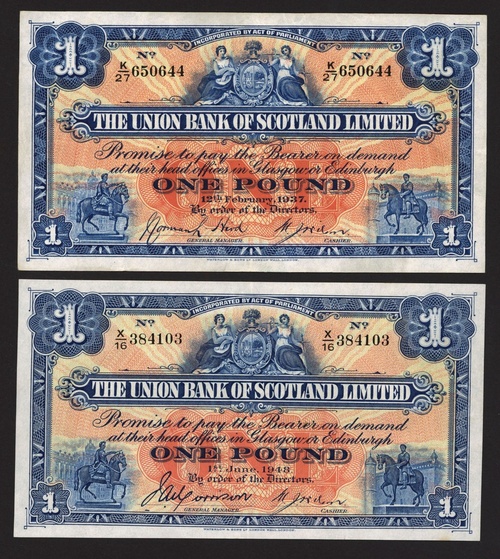 INCORPORATED BY ACT OF PARLIAMENT
1 Nº Nº 1
K/27 650644 K/27 650644
THE UNION BANK OF SCOTLAND LIMITED
Promise to pay the Bearer on demand
at their head offices in Glasgow or Edinburgh
ONE POUND
12th February, 1937.
By order of the Directors.
GENERAL MANAGER. CASHIER.
1 1
INCORPORATED BY ACT OF PARLIAMENT
1 Nº Nº 1
X/16 384103 X/16 384103
THE UNION BANK OF SCOTLAND LIMITED
Promise to pay the Bearer on demand
at their head offices in Glasgow or Edinburgh
ONE POUND
1st June, 1948.
By order of the Directors.
GENERAL MANAGER. CASHIER.
1 1